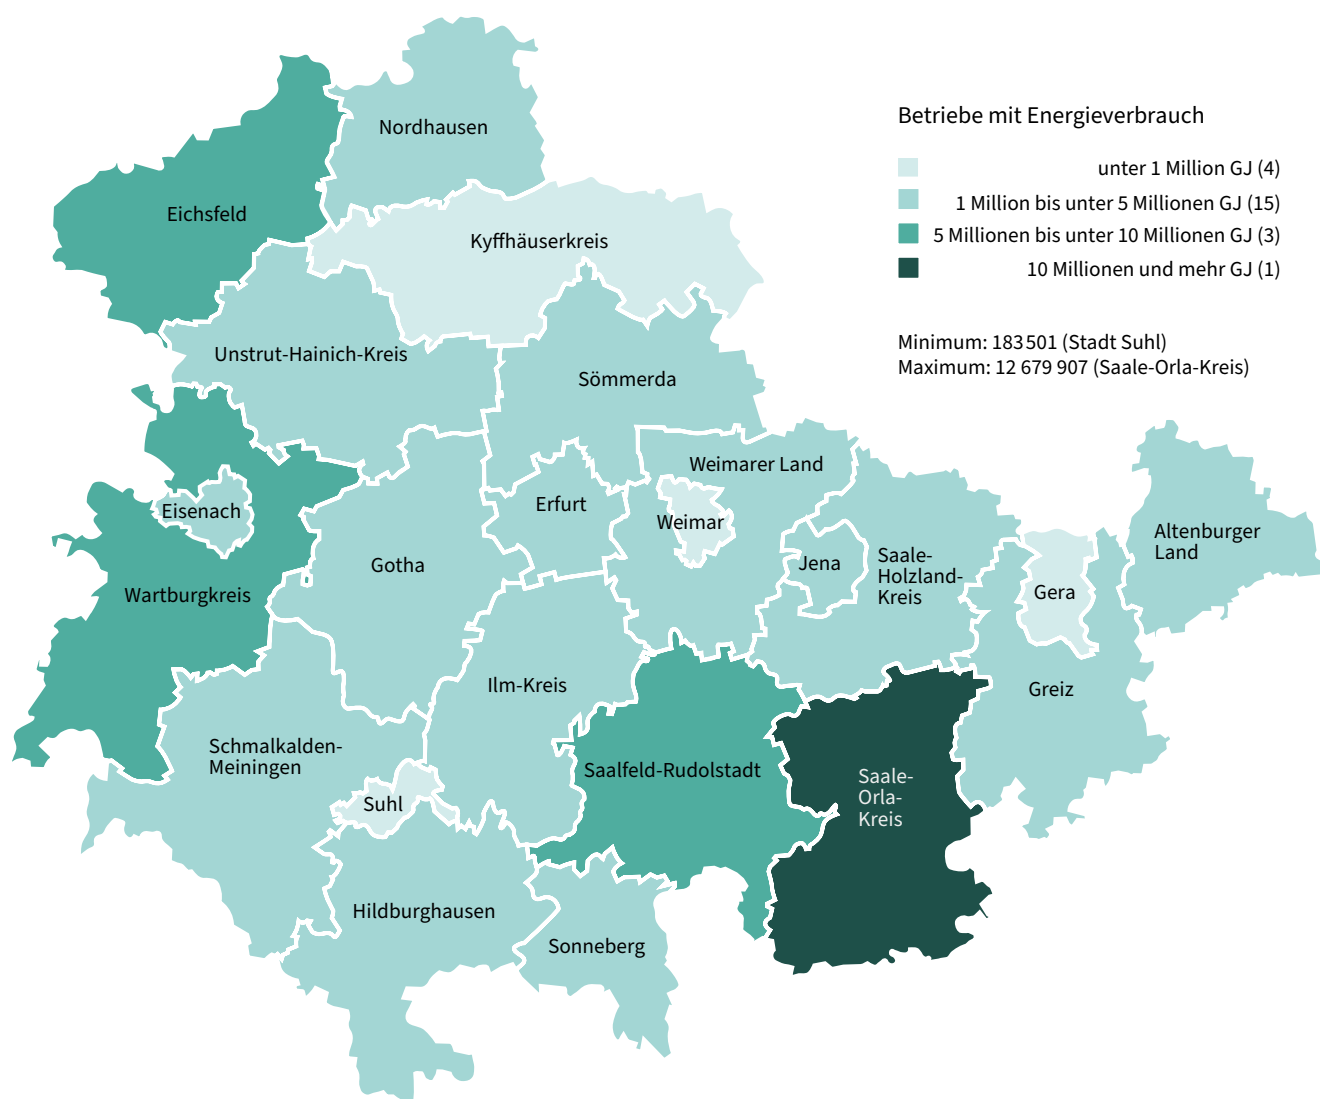 Betriebe mit Energieverbrauch
unter 1 Million GJ (4)
1 Million bis unter 5 Millionen GJ (15)
5 Millionen bis unter 10 Millionen GJ (3)
10 Millionen und mehr GJ (1)
Minimum: 183 501 (Stadt Suhl)
Maximum: 12 679 907 (Saale-Orla-Kreis)
Nordhausen
Eichsfeld
Kyffhäuserkreis
Unstrut-Hainich-Kreis
Sömmerda
Weimarer Land
Eisenach
Erfurt
Weimar
Altenburger
Land
Gotha
Jena
Saale-
Holzland-
Kreis
Wartburgkreis
Gera
Ilm-Kreis
Greiz
Schmalkalden-
Meiningen
Saalfeld-Rudolstadt
Saale-
Orla-
Kreis
Suhl
Hildburghausen
Sonneberg